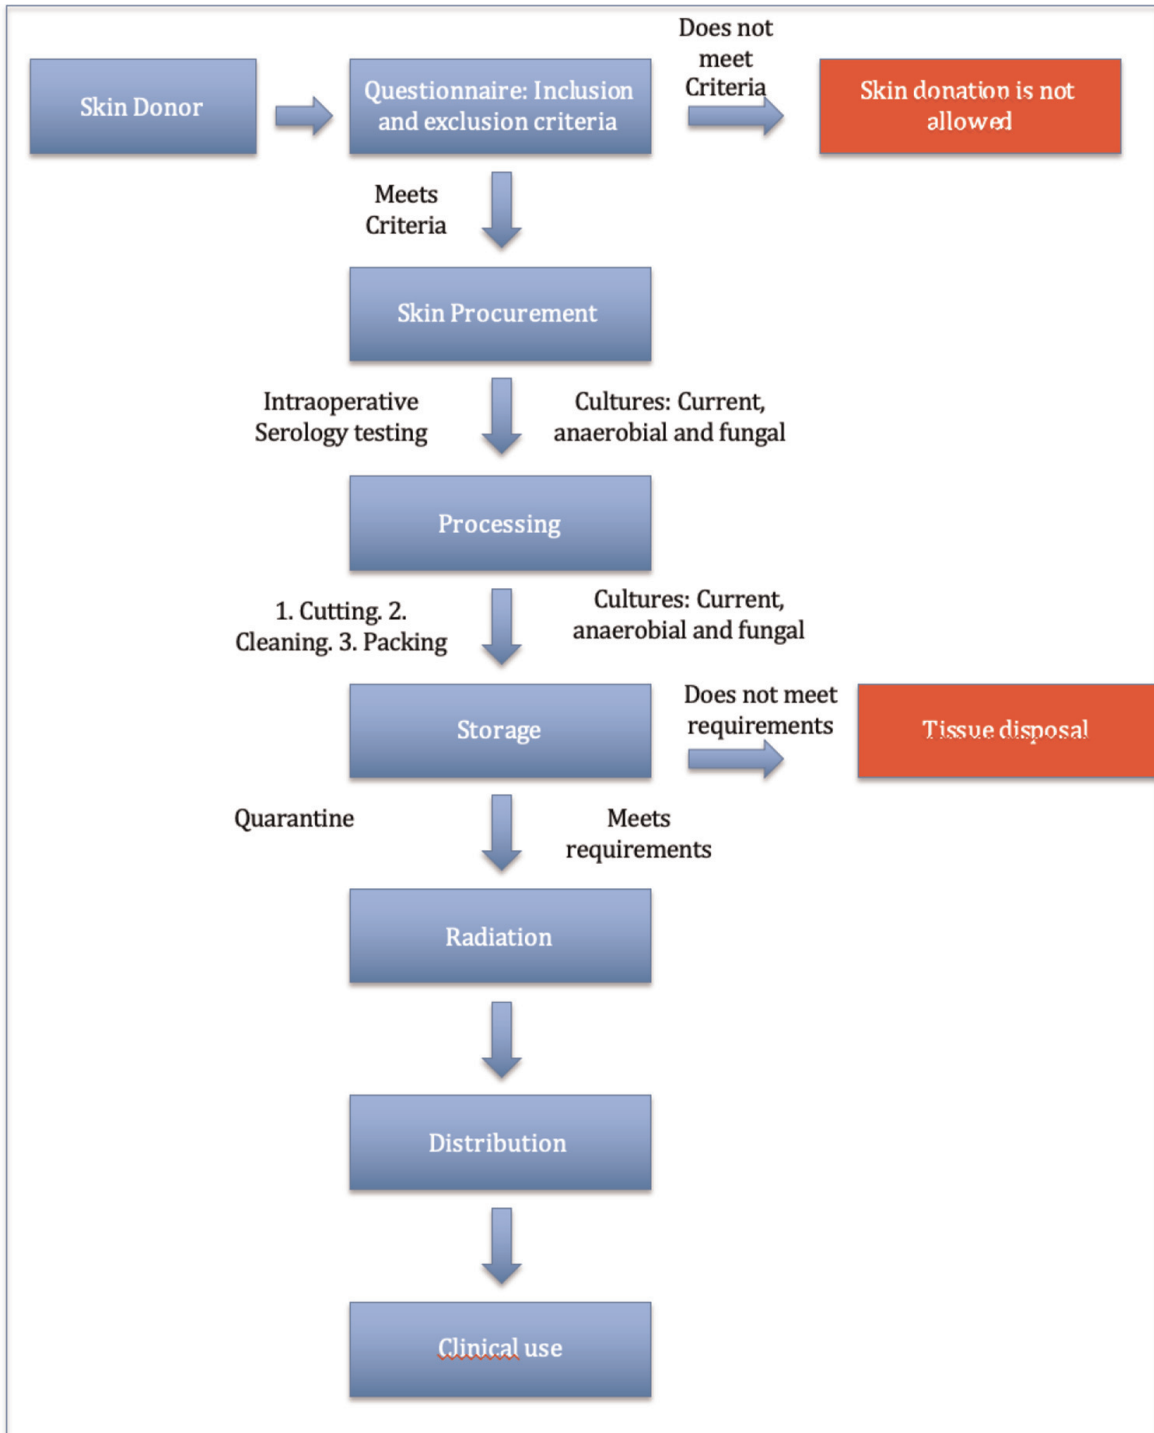 Skin Donor
Questionnaire: Inclusion
and exclusion criteria
Does not
meet
Criteria
Skin donation is not
allowed
Meets
Criteria
Skin Procurement
Intraoperative
Serology testing
Cultures: Current,
anaerobial and fungal
Processing
1. Cutting. 2.
Cleaning. 3. Packing
Cultures: Current,
anaerobial and fungal
Storage
Does not meet
requirements
Tissue disposal
Quarantine
Meets
requirements
Radiation
Distribution
Clinical use